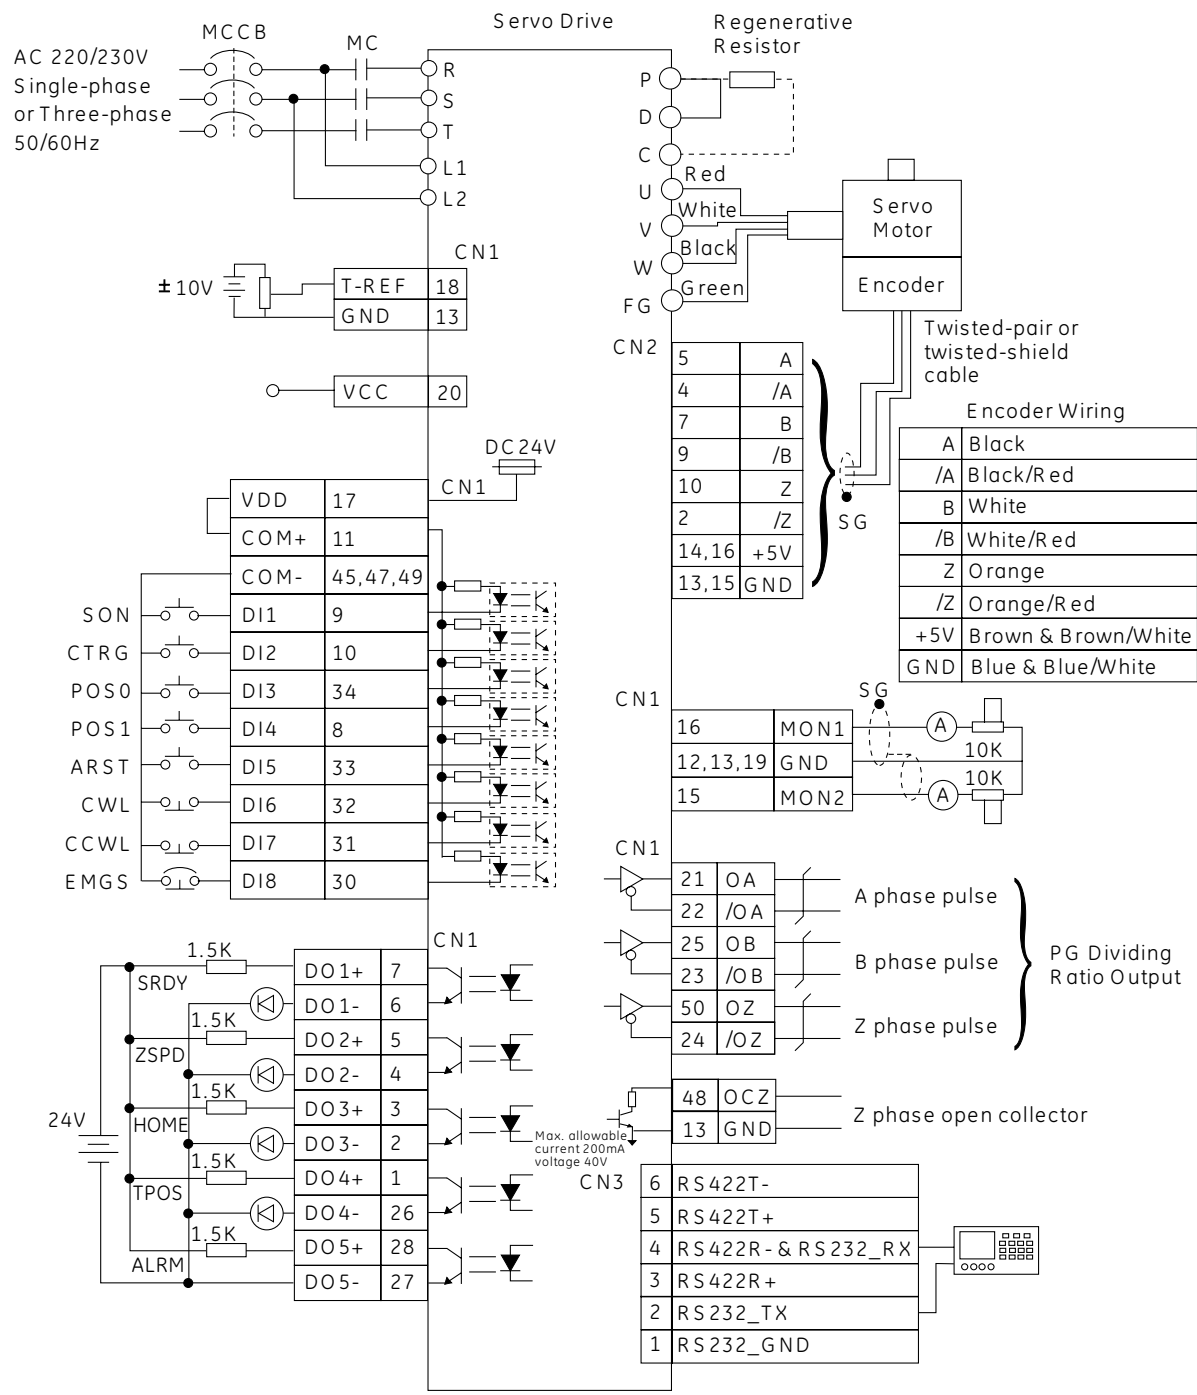 Servo Drive
Regenerative
Resistor
MCCB
MC
AC 220/230V
Single-phase
or Three-phase
50/60Hz
R
S
T
L1
L2
P
D
C
U
V
W
FG
Red
White
Black
Green
Servo
Motor
Encoder
Twisted-pair or
twisted-shield
cable
CN1
±10V
T-REF 18
GND 13
VCC 20
CN2
5 A
4 /A
7 B
9 /B
10 Z
2 /Z
14,16 +5V
13,15 GND
SG
Encoder Wiring
A Black
/A Black/Red
B White
/B White/Red
Z Orange
/Z Orange/Red
+5V Brown & Brown/White
GND Blue & Blue/White
DC24V
CN1
VDD 17
COM+ 11
COM- 45,47,49
SON DI1 9
CTRG DI2 10
POS0 DI3 34
POS1 DI4 8
ARST DI5 33
CWL DI6 32
CCWL DI7 31
EMGS DI8 30
CN1
SG
16 MON1
12,13,19 GND
15 MON2
A
10K
10K
A
CN1
21 OA
22 /OA
25 OB
23 /OB
50 OZ
24 /OZ
A phase pulse
B phase pulse
Z phase pulse
PG Dividing
Ratio Output
48 OCZ
13 GND
Z phase open collector
Max. allowable
current 200mA
voltage 40V
CN1
24V
1.5K
SRDY
DO1+ 7
DO1- 6
1.5K
ZSPD
DO2+ 5
DO2- 4
1.5K
HOME
DO3+ 3
DO3- 2
1.5K
TPOS
DO4+ 1
DO4- 26
1.5K
ALRM
DO5+ 28
DO5- 27
CN3
6 RS422T-
5 RS422T+
4 RS422R-&RS232_RX
3 RS422R+
2 RS232_TX
1 RS232_GND